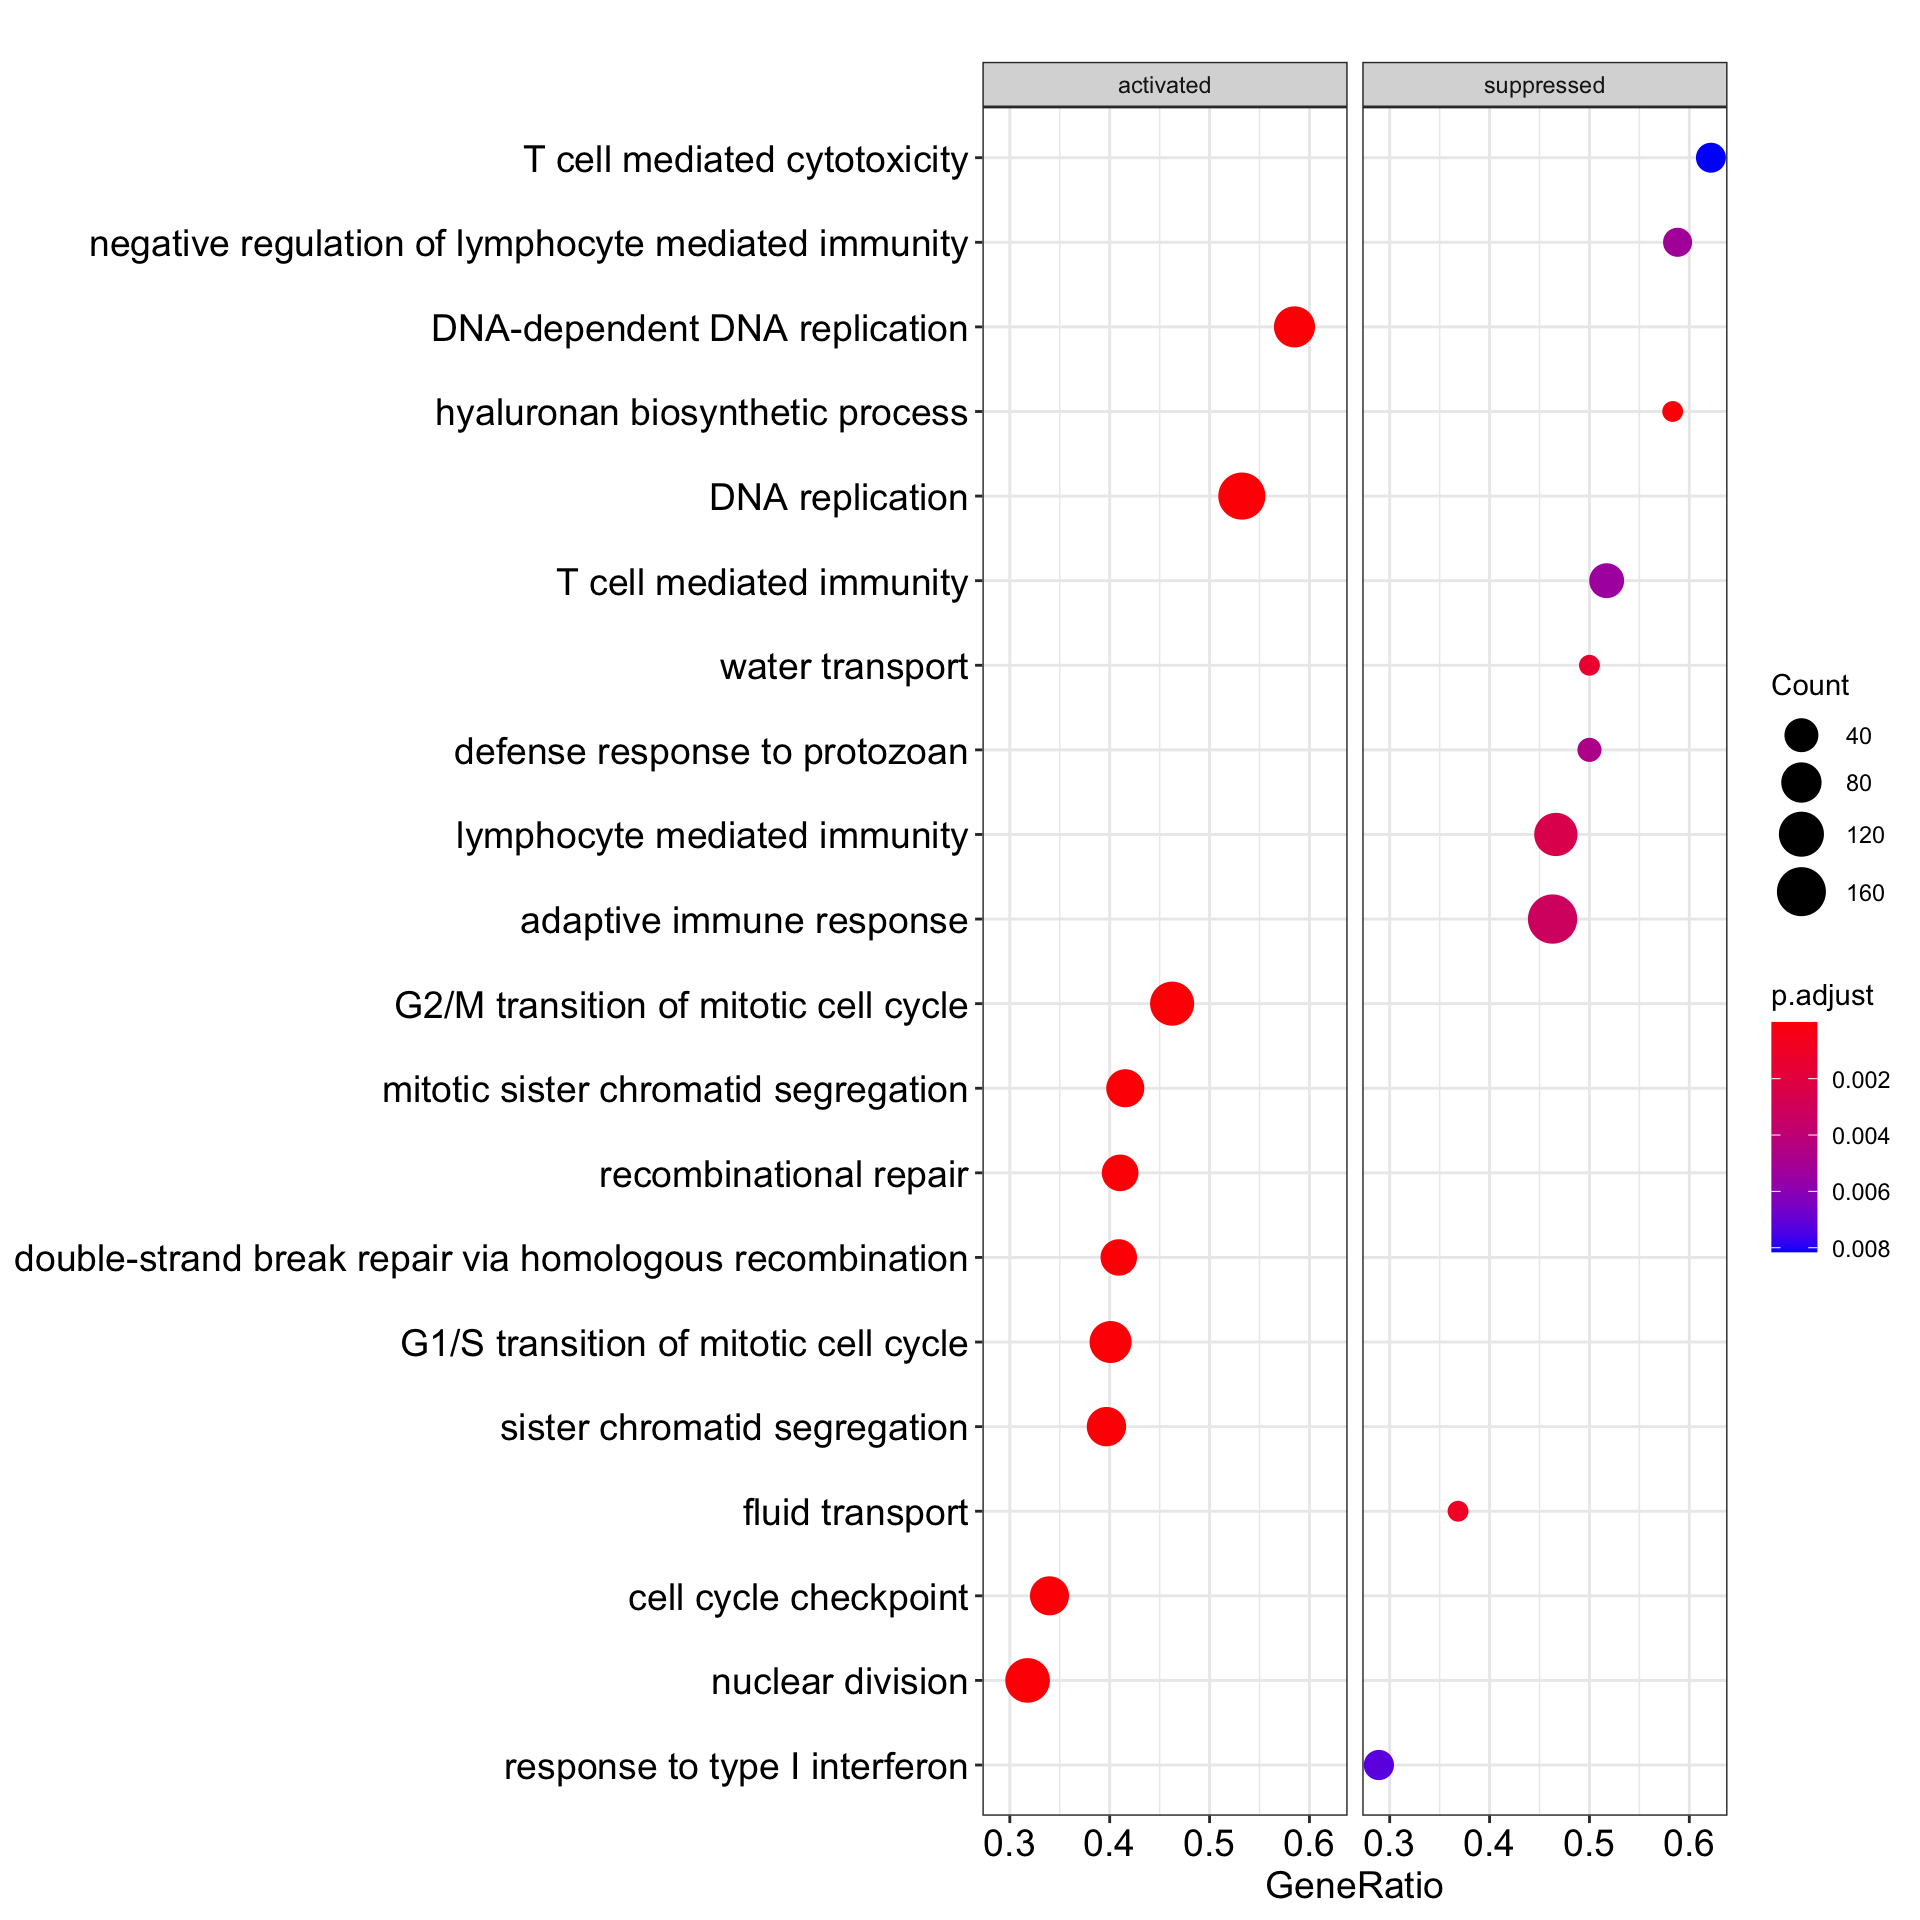 activated
suppressed
T cell mediated cytotoxicity
negative regulation of lymphocyte mediated immunity
DNA-dependent DNA replication
hyaluronan biosynthetic process
DNA replication
T cell mediated immunity
water transport
defense response to protozoan
lymphocyte mediated immunity
adaptive immune response
G2/M transition of mitotic cell cycle
mitotic sister chromatid segregation
recombinational repair
double-strand break repair via homologous recombination
G1/S transition of mitotic cell cycle
sister chromatid segregation
fluid transport
cell cycle checkpoint
nuclear division
response to type I interferon
0.3 0.4 0.5 0.6
0.3 0.4 0.5 0.6
GeneRatio
Count
40
80
120
160
p.adjust
0.002
0.004
0.006
0.008